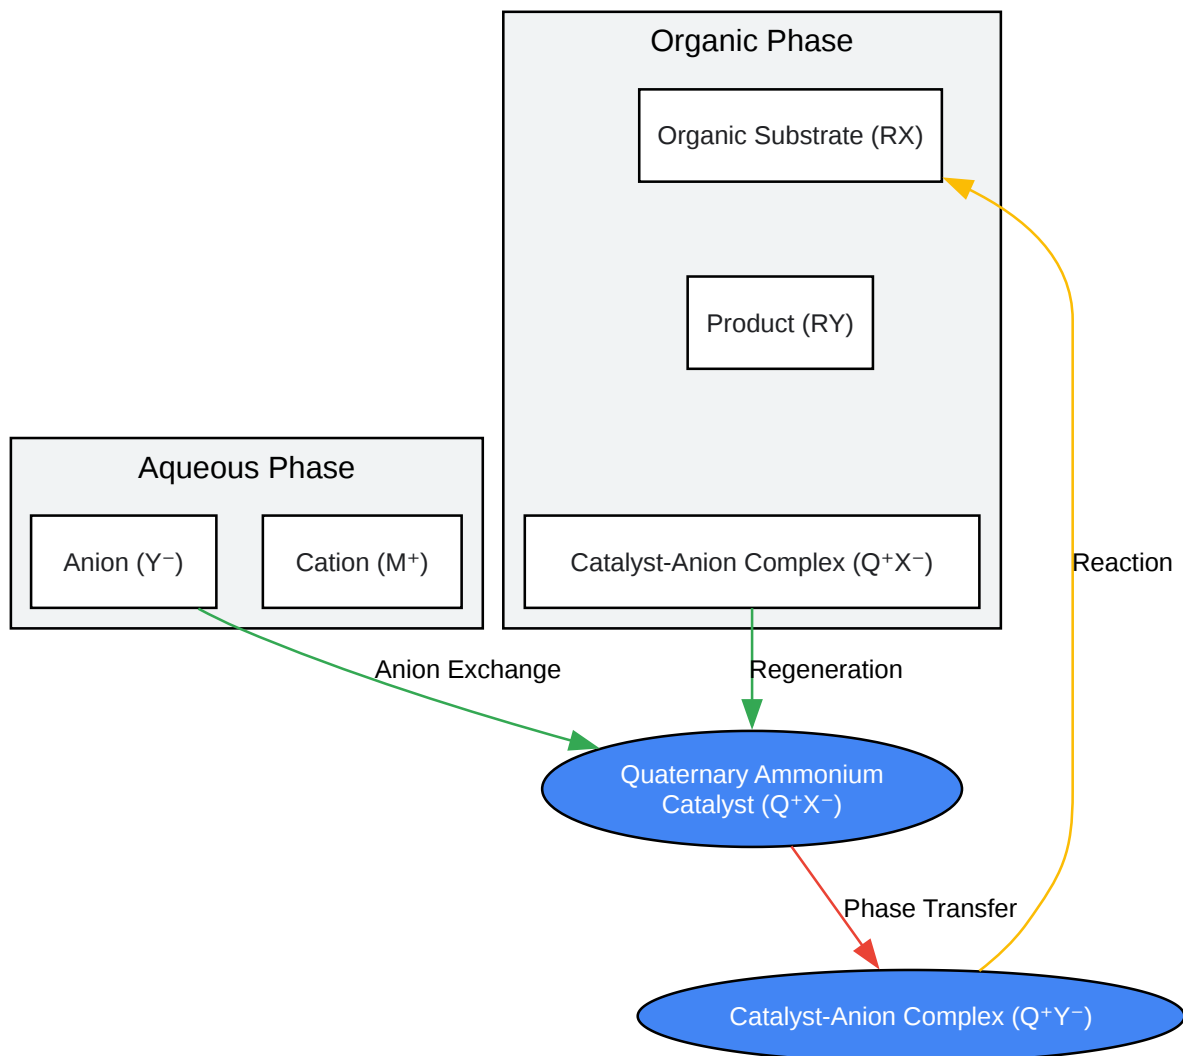 Organic Phase
Organic Substrate (RX)
Product (RY)
Aqueous Phase
Anion (Y⁻)
Cation (M⁺)
Catalyst-Anion Complex (Q⁺X⁻)
Reaction
Anion Exchange
Regeneration
Quaternary Ammonium
Catalyst (Q⁺X⁻)
Phase Transfer
Catalyst-Anion Complex (Q⁺Y⁻)